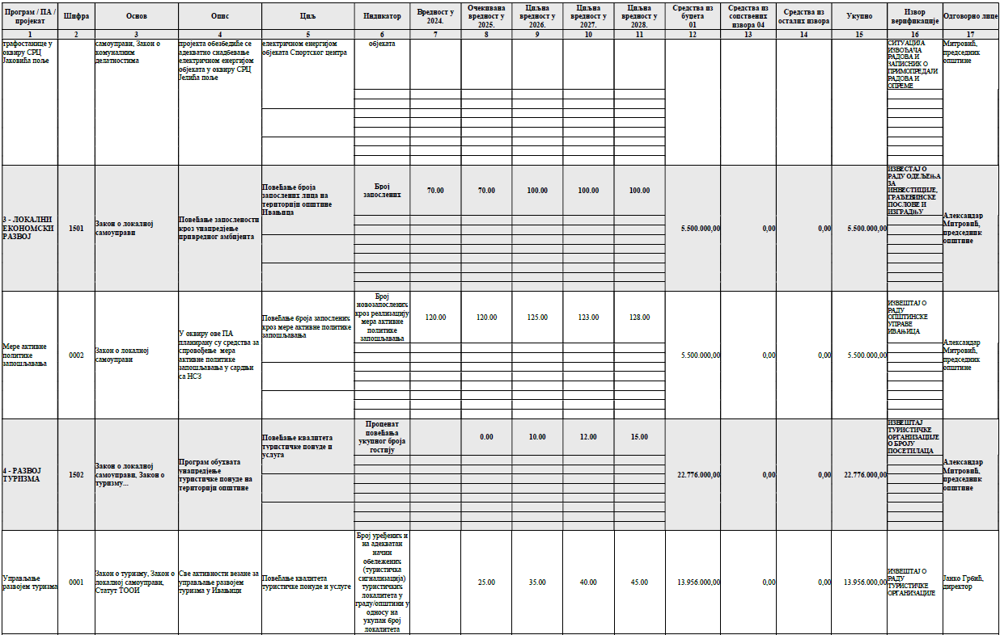 Програм / ПА / пројекат Шифра Основ Опис Циљ Индикатор Вредност у 2024. Очекивана вредност у 2025. Циљна вредност у 2026. Циљна вредност у 2027. Циљна вредност у 2028. Средства из буџета 01 Средства из сопствених извора 04 Средства из осталих извора Укупно Извор верификације Одговорно лице
1 2 3 4 5 6 7 8 9 10 11 12 13 14 15 16 17
трафостанице у
оквиру СРЦ
Јаковића поље
самоуправи, Закон о
комуналним
делатностима
пројекта обезбедиће се
адекватно снадбевање
електричном енергијом
објеката у оквиру СРЦ
Јелића поље
електричном енергијом
објеката Спортског центра
објеката
СИТУАЦИЈА
ИЗВОЂАЧА
РАДОВА И
ЗАПИСНИК О
ПРИМОПРЕДАЈИ
РАДОВА И
ОПРЕМЕ
Митровић,
председник
општине
3 - ЛОКАЛНИ
ЕКОНОМСКИ
РАЗВОЈ
1501
Закон о локалној
самоуправи
Повећање запослености
кроз унапредјење
привредног амбијента
Повећање броја
запослених лица на
територији општине
Ивањица
Број
запослених
70.00 70.00 100.00 100.00 100.00
5.500.000,00 0,00 0,00 5.500.000,00
ИЗВЕСТАЈ О
РАДУ ОДЕЉЕЊА
ЗА
ИНВЕСТИЦИЈЕ,
ГРАЂЕВИНСКЕ
ПОСЛОВЕ И
ИЗГРАДЊУ
Александар
Митровић,
председник
општине
Мере активне
политике
запошљавања
0002
Закон о локалној
самоуправи
У оквиру ове ПА
планирану су средства за
спровођење мера
активне политике
запошљавања у сардњи
са НСЗ
Повећање броја запослених
кроз мере активне политике
запошљавања
Број
новозапослених
кроз реализацију
мера активне
политике
запошљавања
120.00 120.00 125.00 123.00 128.00
5.500.000,00 0,00 0,00 5.500.000,00
ИЗВЕШТАЈ О
РАДУ
ОПШТИНСКЕ
УПРАВЕ
ИВАЊИЦА
Александар
Митровић,
председник
општине
4 - РАЗВОЈ
ТУРИЗМА
1502
Закон о локалној
самоуправи, Закон о
туризму...
Програм обухвата
унапредјење
туристичке понуде на
територији општине
Повећање квалитета
туристичке понуде и
услуга
Проценат
повећања
укупног броја
гостију
0.00 10.00 12.00 15.00
22.776.000,00 0,00 0,00 22.776.000,00
ИЗВЕШТАЈ
ТУРИСТИЧКЕ
ОРГАНИЗАЦИЈЕ
О БРОЈУ
ПОСЕТИЛАЦА
Александар
Митровић,
председник
општине
Управљање
развојем туризма
0001
Закон о туризму, Закон о
локалној самоуправи,
Статут ТООИ
Све активности везане за
управљање развојем
туризма у Ивањици
Повећање квалитета
туристичке понуде и услуге
Број уређених и
на адекватан
начин
обележених
(туристичка
сигнализација)
туристичких
локалитета у
граду/општини у
односу на
укупан број
локалитета
25.00 35.00 40.00 45.00
13.956.000,00 0,00 0,00 13.956.000,00
ИЗВЕШТАЈ О
РАДУ
ТУРИСТИЧКЕ
ОРГАНИЗАЦИЈЕ
Јанко Грбић,
директор